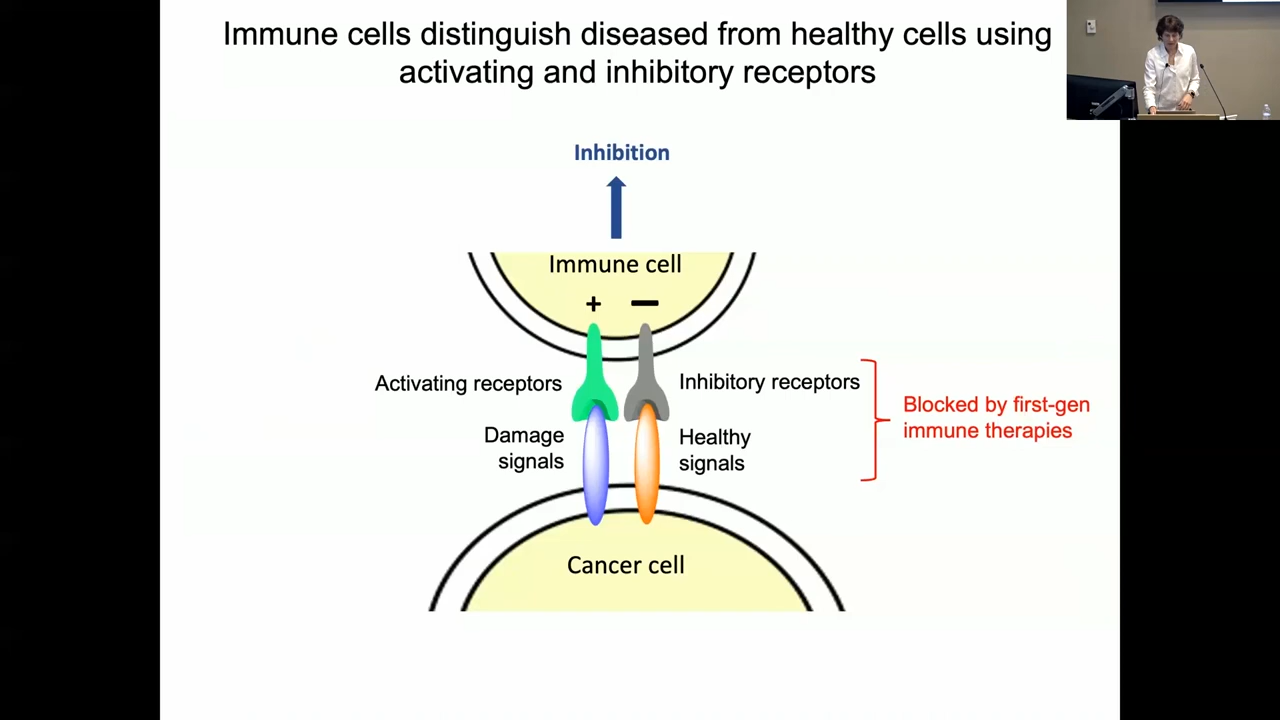 Immune cells distinguish diseased from healthy cells using
activating and inhibitory receptors
Inhibition
Immune cell
+ −
Activating receptors
Inhibitory receptors
Damage
signals
Healthy
signals
Blocked by first-gen
immune therapies
Cancer cell